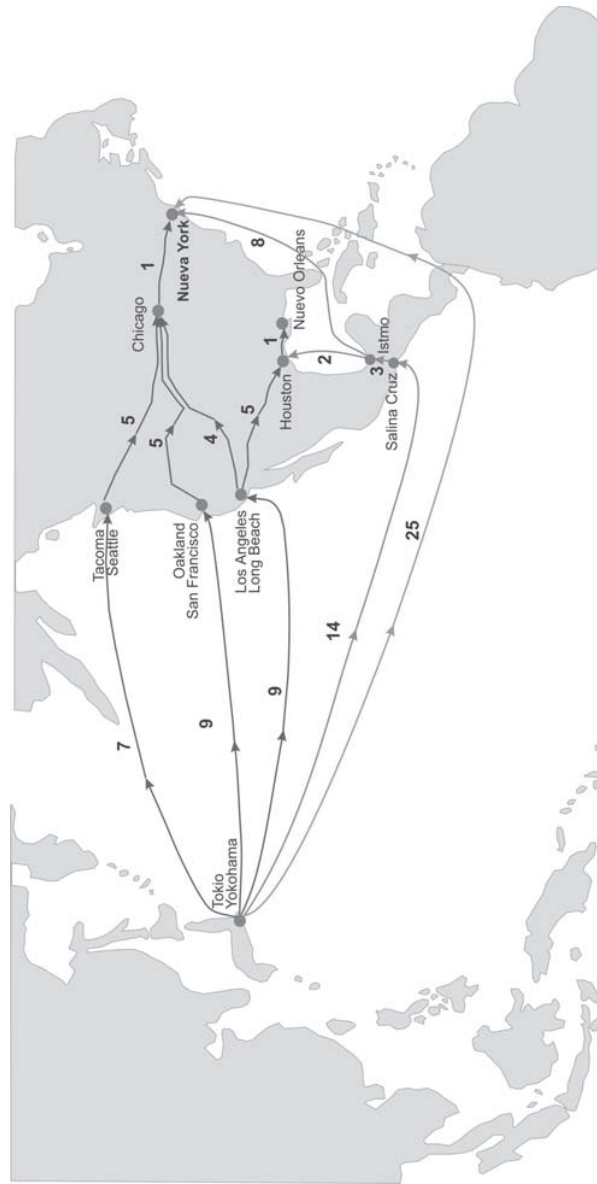 Tokio
Yokohama
7
9
9
14
25
Tacoma
Seattle
Oakland
San Francisco
Los Angeles
Long Beach
5
5
4
5
Chicago
1
Nueva York
Houston
1
Nuevo Orleans
2
3
Salina Cruz
Istmo
8